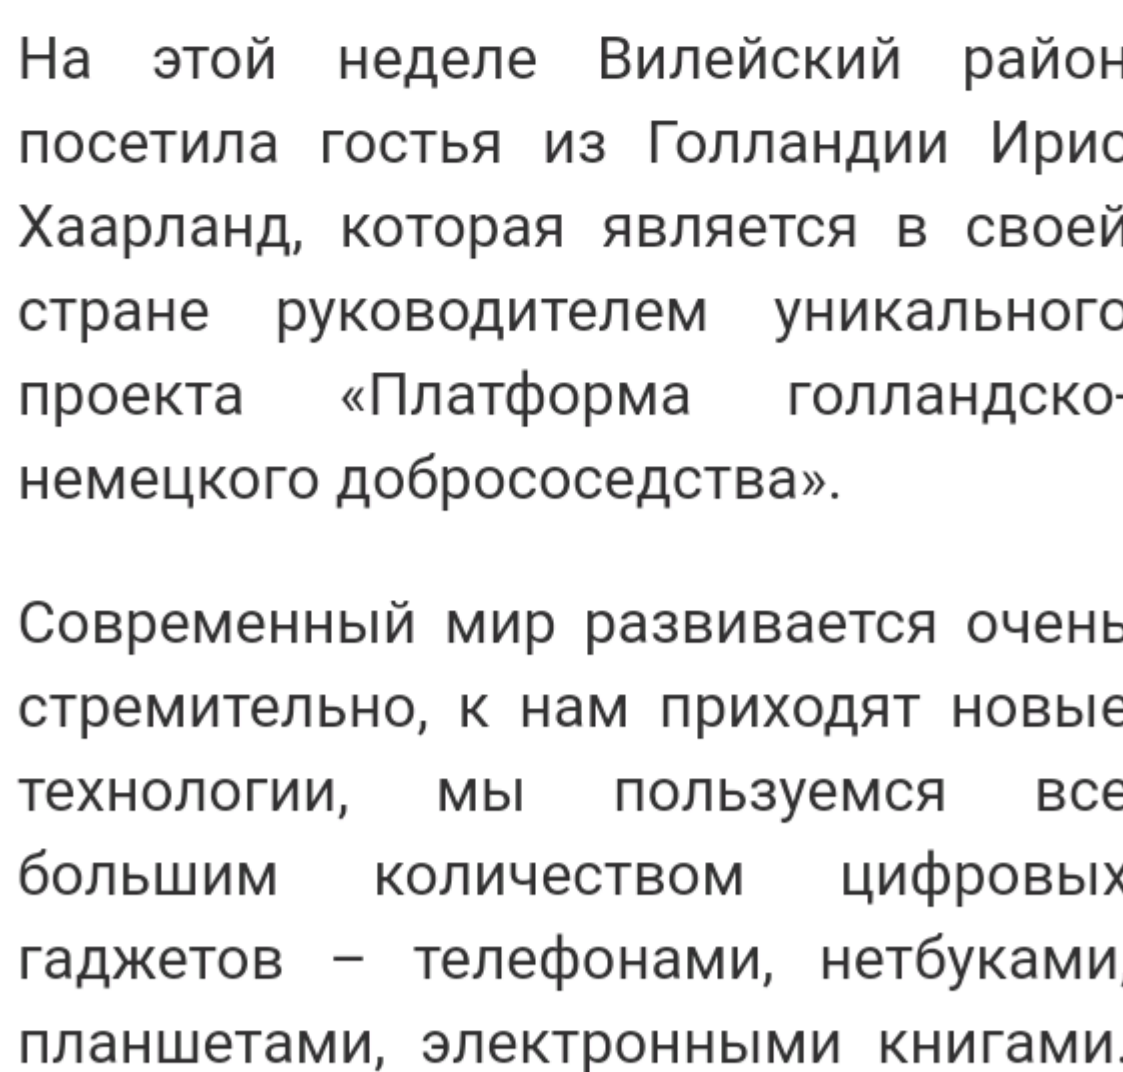 На этой неделе Вилейский район
посетила гостья из Голландии Ирис
Хаарланд, которая является в своей
стране руководителем уникального
проекта «Платформа голландско-
немецкого добрососедства».
Современный мир развивается очень
стремительно, к нам приходят новые
технологии, мы пользуемся все
большим количеством цифровых
гаджетов – телефонами, нетбуками,
планшетами, электронными книгами.